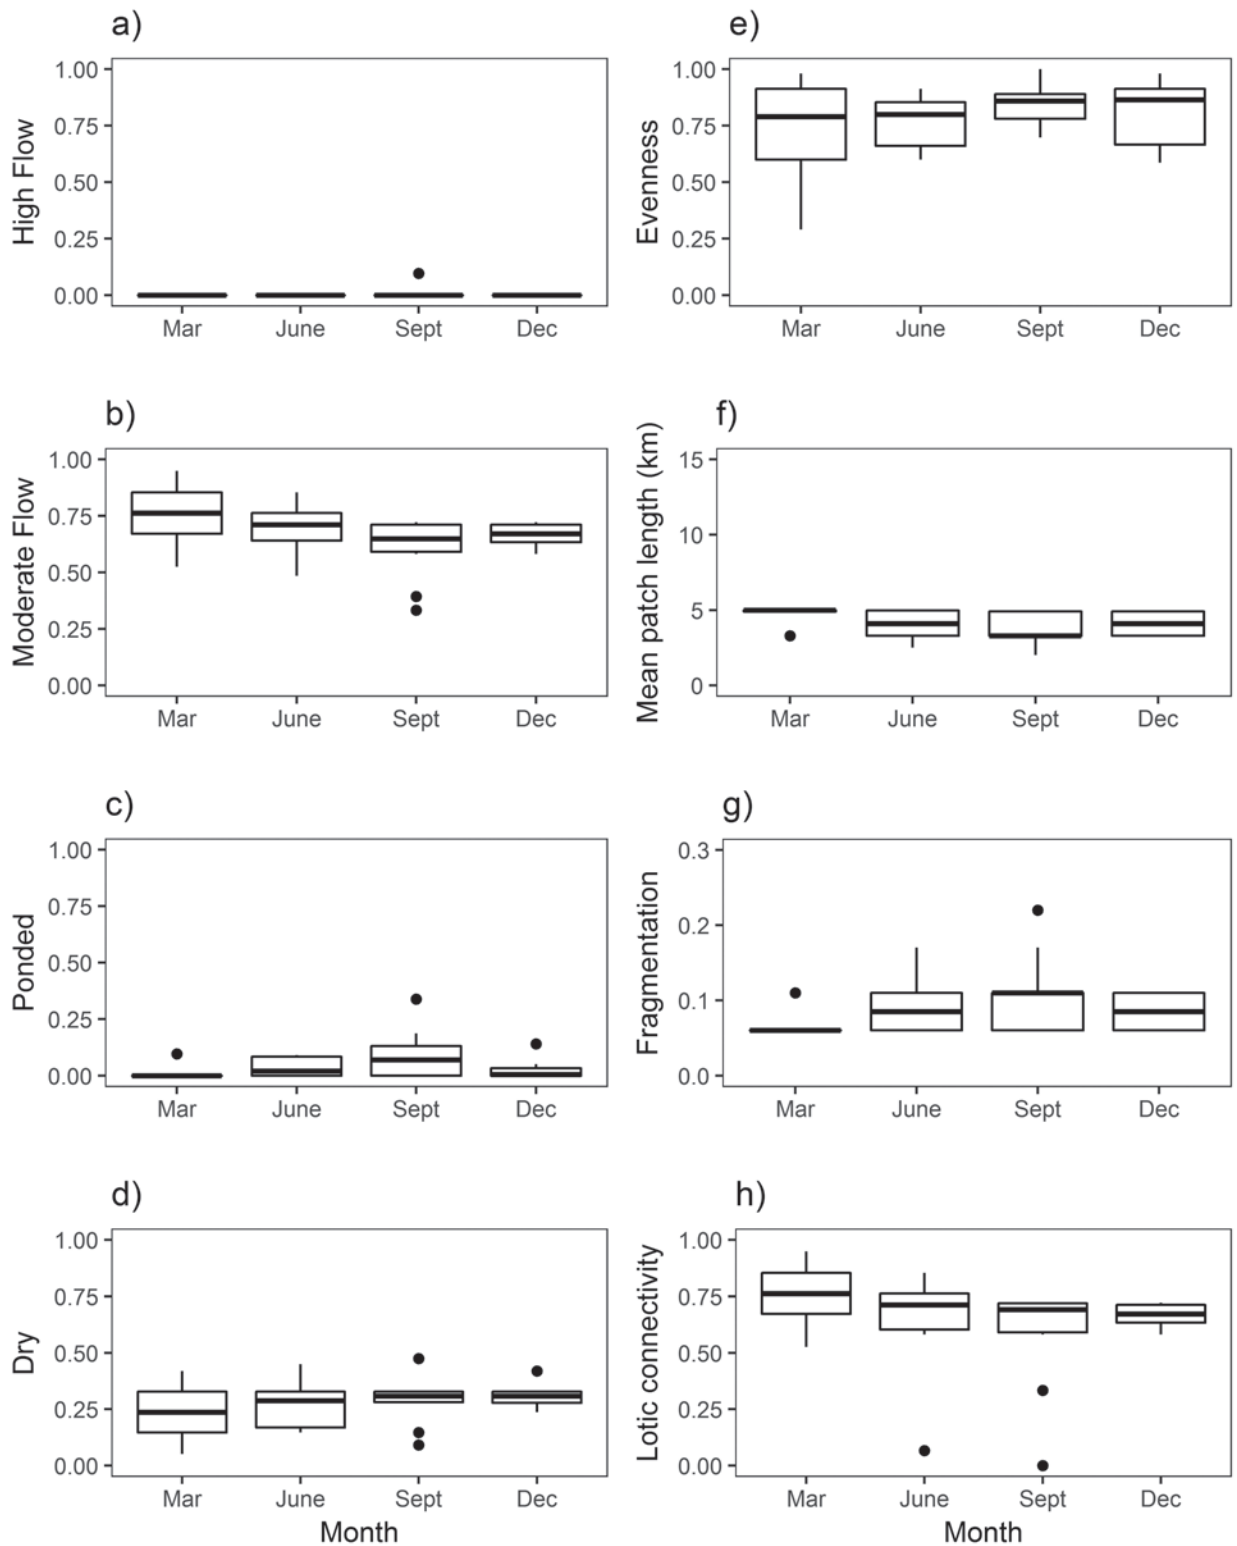 a)
High Flow
1.00
0.75
0.50
0.25
0.00
Mar June Sept Dec
e)
Evenness
1.00
0.75
0.50
0.25
0.00
Mar June Sept Dec
b)
Moderate Flow
1.00
0.75
0.50
0.25
0.00
Mar June Sept Dec
f)
Mean patch length (km)
15
10
5
0
Mar June Sept Dec
c)
Ponded
1.00
0.75
0.50
0.25
0.00
Mar June Sept Dec
g)
Fragmentation
0.3
0.2
0.1
0.0
Mar June Sept Dec
d)
Dry
1.00
0.75
0.50
0.25
0.00
Mar June Sept Dec
Month
h)
Lotic connectivity
1.00
0.75
0.50
0.25
0.00
Mar June Sept Dec
Month